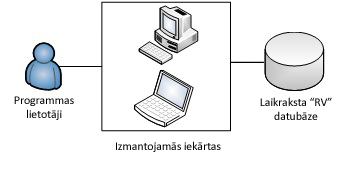 Programmas
lietotāji
Izmantojamās iekārtas
Laikraksta "RV"
datubāze